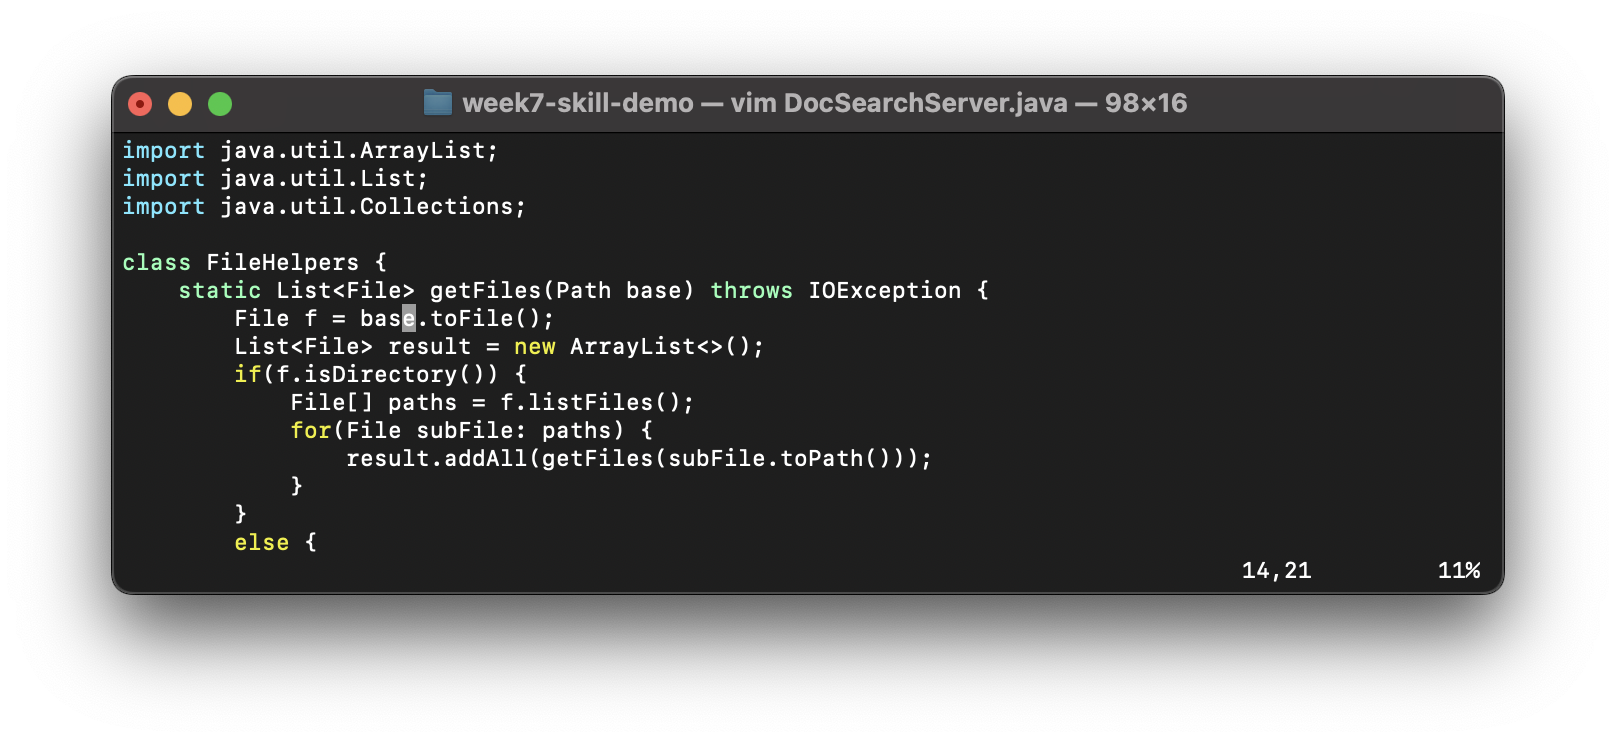 week7-skill-demo — vim DocSearchServer.java — 98×16
import java.util.ArrayList;
import java.util.List;
import java.util.Collections;
class FileHelpers {
    static List<File> getFiles(Path base) throws IOException {
        File f = base.toFile();
        List<File> result = new ArrayList<>();
        if(f.isDirectory()) {
            File[] paths = f.listFiles();
            for(File subFile: paths) {
                result.addAll(getFiles(subFile.toPath()));
            }
        }
        else {
14,21 11%